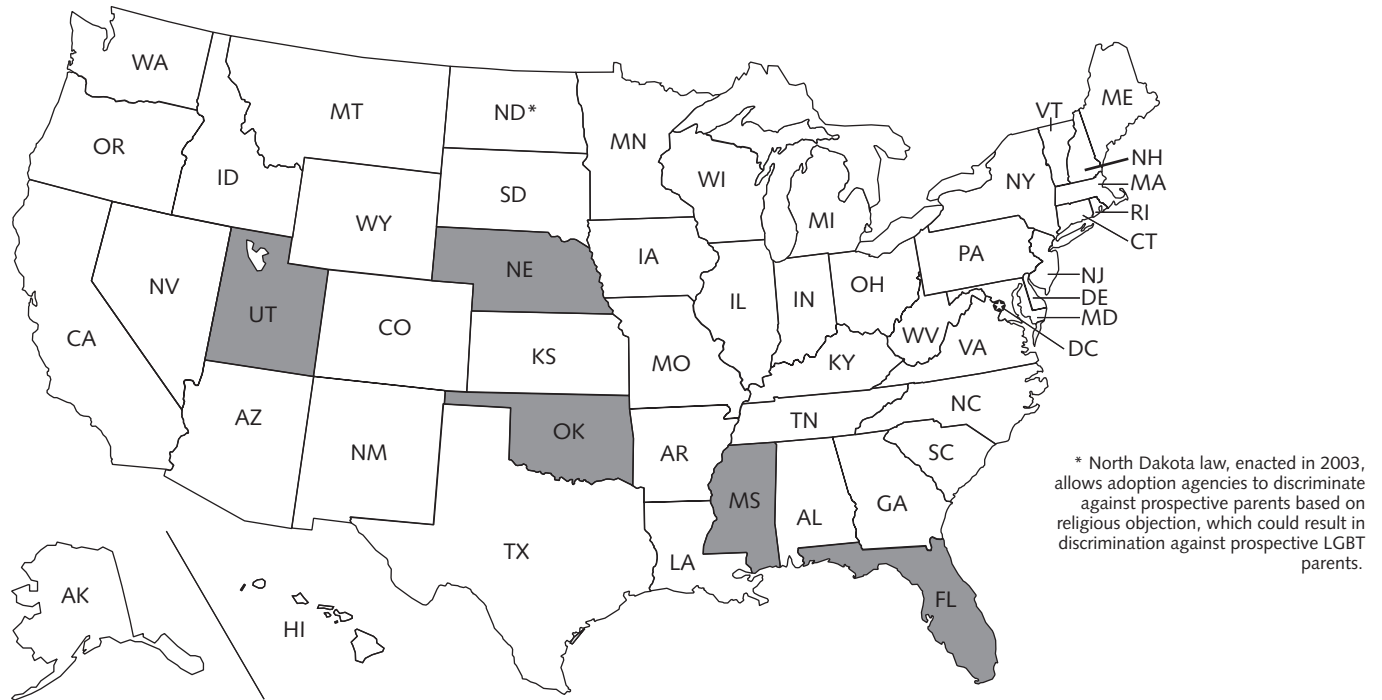 WA
MT
ND*
MN
ME
VT
OR
ID
SD
WI
NY
NH
MA
WY
MI
RI
CT
IA
PA
NE
NV
OH
NJ
IL
IN
DE
UT
CO
MD
CA
WV
VA
DC
KS
MO
KY
AZ
NC
TN
OK
NM
AR
SC
* North Dakota law, enacted in 2003,
allows adoption agencies to discriminate
against prospective parents based on
religious objection, which could result in
discrimination against prospective LGBT
parents.
MS
AL
GA
TX
LA
AK
FL
HI